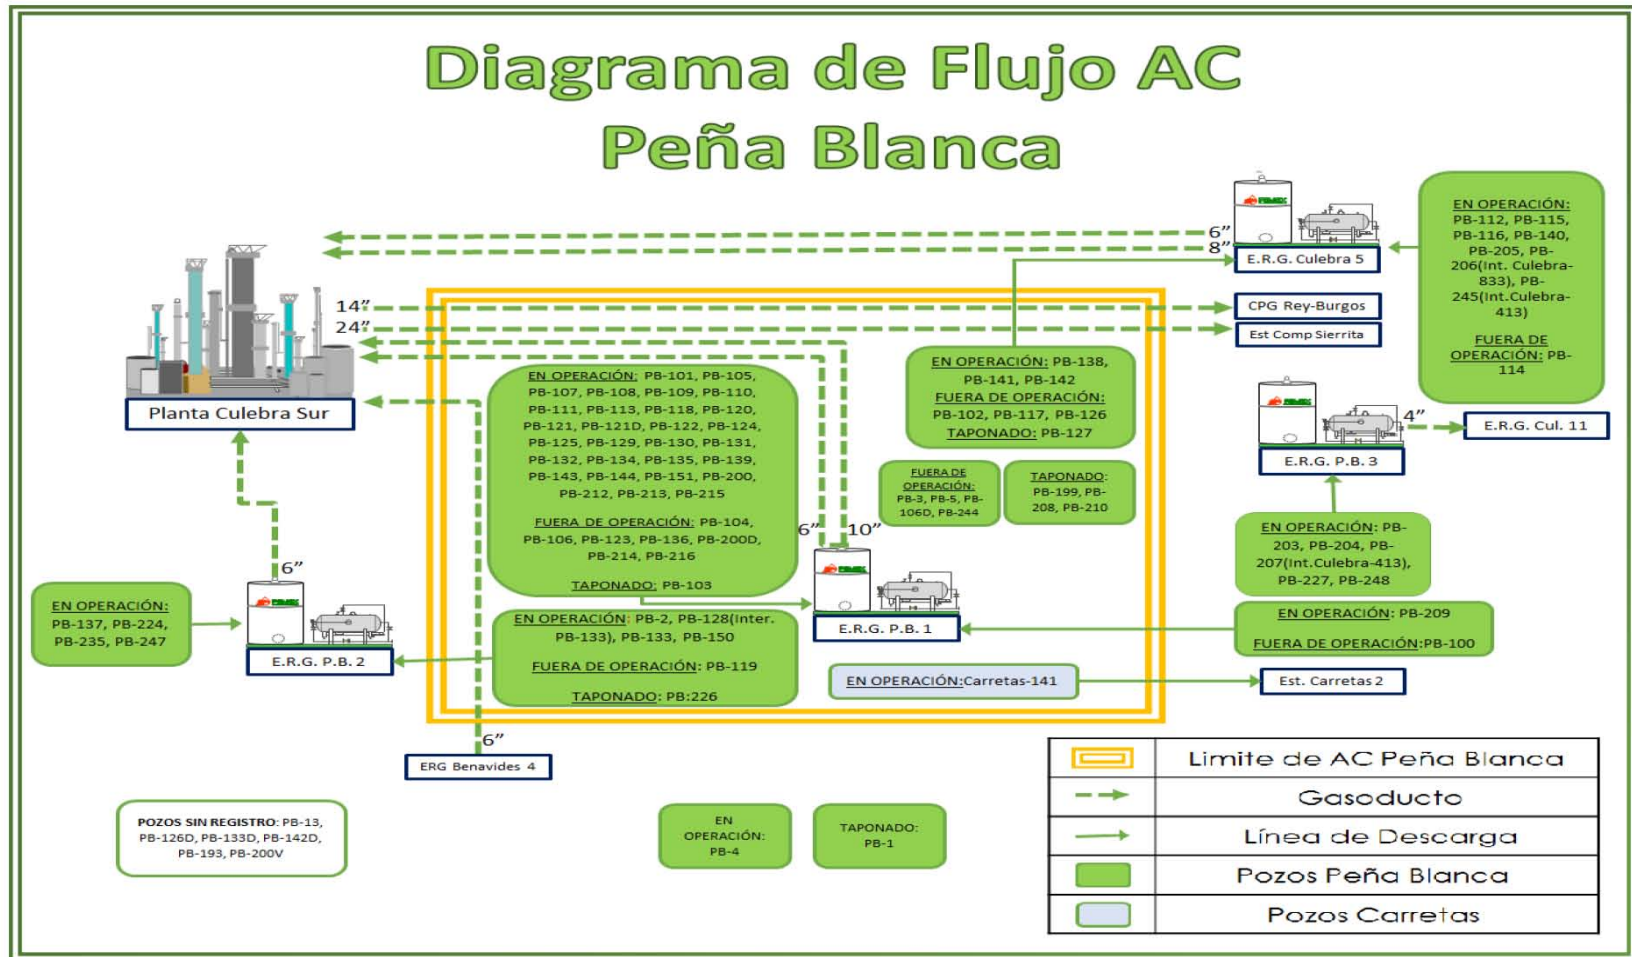 Diagrama de Flujo AC
Peña Blanca
6”
8”
E.R.G. Culebra 5
EN OPERACIÓN:
PB-112, PB-115,
PB-116, PB-140,
PB-205, PB-
206(Int. Culebra-
833), PB-
245(Int.Culebra-
413)
FUERA DE
OPERACIÓN: PB-
114
14”
24”
CPG Rey-Burgos
Est Comp Sierrita
Planta Culebra Sur
EN OPERACIÓN: PB-101, PB-105,
PB-107, PB-108, PB-109, PB-110,
PB-111, PB-113, PB-118, PB-120,
PB-121, PB-121D, PB-122, PB-124,
PB-125, PB-129, PB-130, PB-131,
PB-132, PB-134, PB-135, PB-139,
PB-143, PB-144, PB-151, PB-200,
PB-212, PB-213, PB-215
FUERA DE OPERACIÓN: PB-104,
PB-106, PB-123, PB-136, PB-200D,
PB-214, PB-216
TAPONADO: PB-103
EN OPERACIÓN: PB-138,
PB-141, PB-142
FUERA DE OPERACIÓN:
PB-102, PB-117, PB-126
TAPONADO: PB-127
4”
E.R.G. Cul. 11
E.R.G. P.B. 3
FUERA DE
OPERACIÓN:
PB-3, PB-5, PB-
106D, PB-244
TAPONADO:
PB-199, PB-
208, PB-210
6”
10”
PEMEX
E.R.G. P.B. 1
EN OPERACIÓN: PB-
203, PB-204, PB-
207(Int.Culebra-413),
PB-227, PB-248
EN OPERACIÓN: PB-209
FUERA DE OPERACIÓN:PB-100
6”
PEMEX
E.R.G. P.B. 2
EN OPERACIÓN:
PB-137, PB-224,
PB-235, PB-247
EN OPERACIÓN: PB-2, PB-128(Inter.
PB-133), PB-133, PB-150
FUERA DE OPERACIÓN: PB-119
TAPONADO: PB:226
EN OPERACIÓN:Carretas-141
Est. Carretas 2
6”
ERG Benavides 4
POZOS SIN REGISTRO: PB-13,
PB-126D, PB-133D, PB-142D,
PB-193, PB-200V
EN
OPERACIÓN:
PB-4
TAPONADO:
PB-1
Limite de AC Peña Blanca
Gasoducto
Línea de Descarga
Pozos Peña Blanca
Pozos Carretas